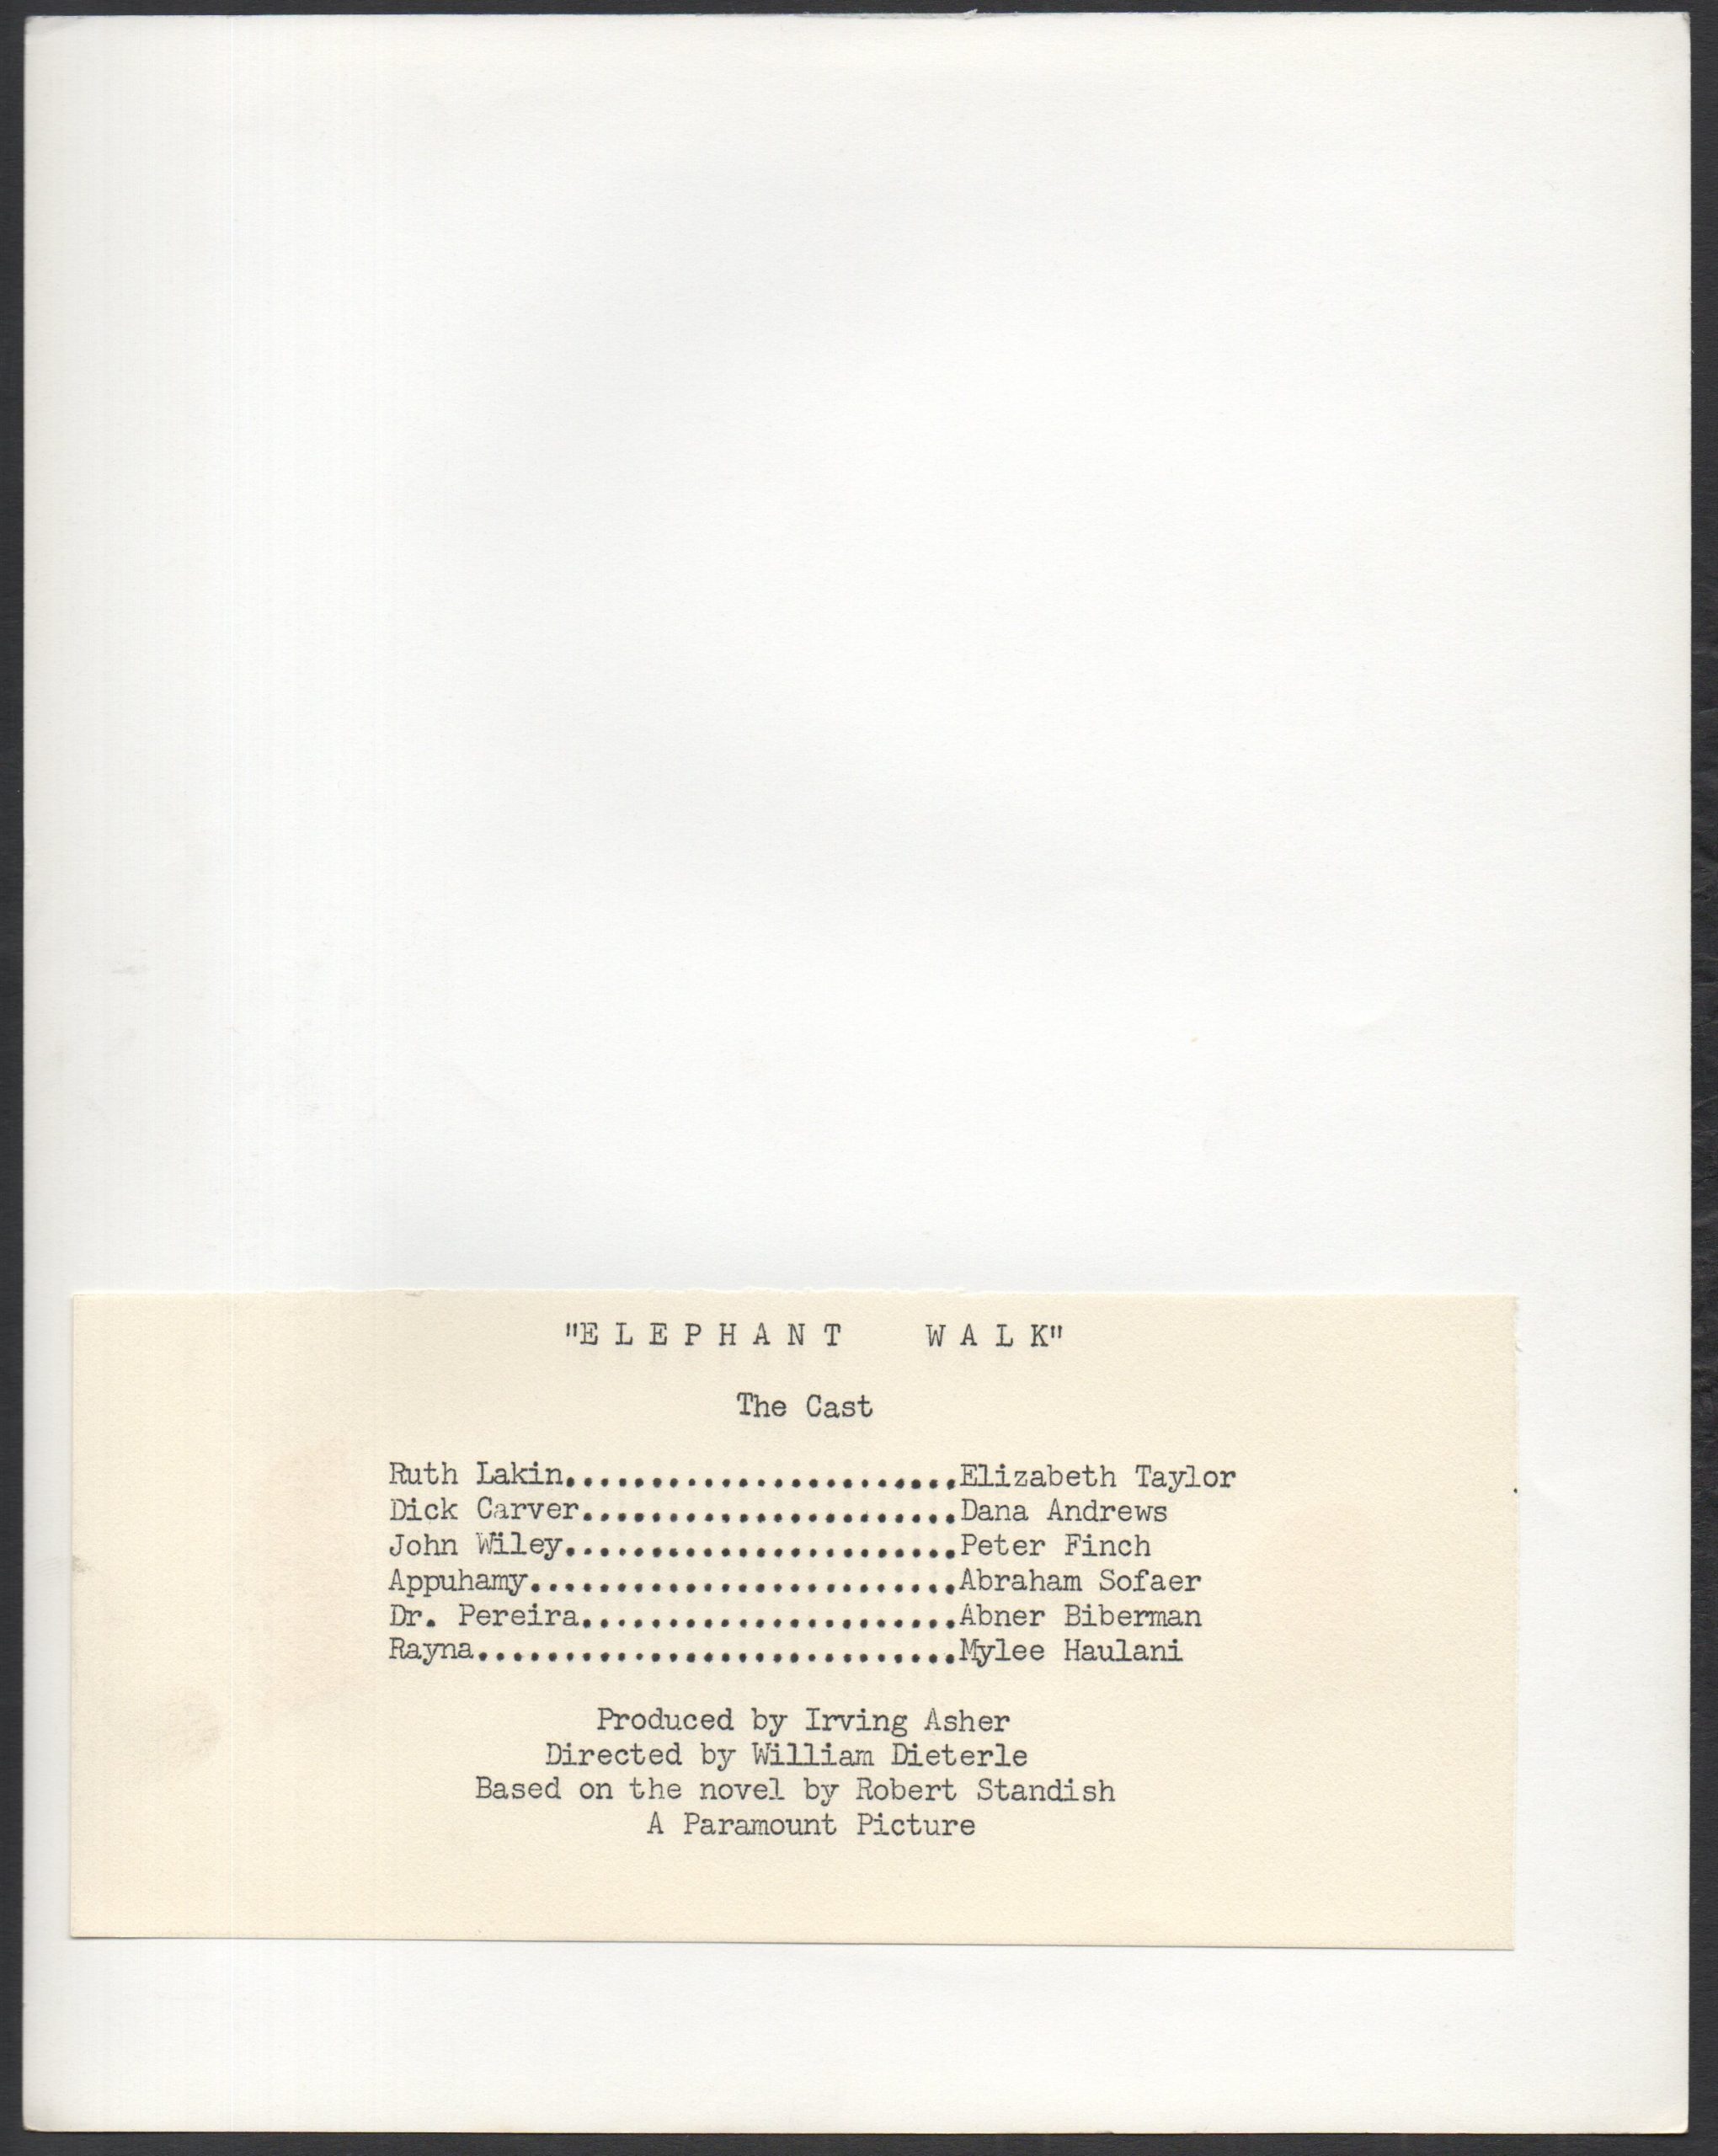 "E L E P H A N T   W A L K"
The Cast
Ruth Lakin.......................Elizabeth Taylor
Dick Carver......................Dana Andrews
John Wiley.......................Peter Finch
Appuhamy.........................Abraham Sofaer
Dr. Pereira......................Abner Biberman
Rayna............................Mylee Haulani
Produced by Irving Asher
Directed by William Dieterle
Based on the novel by Robert Standish
A Paramount Picture